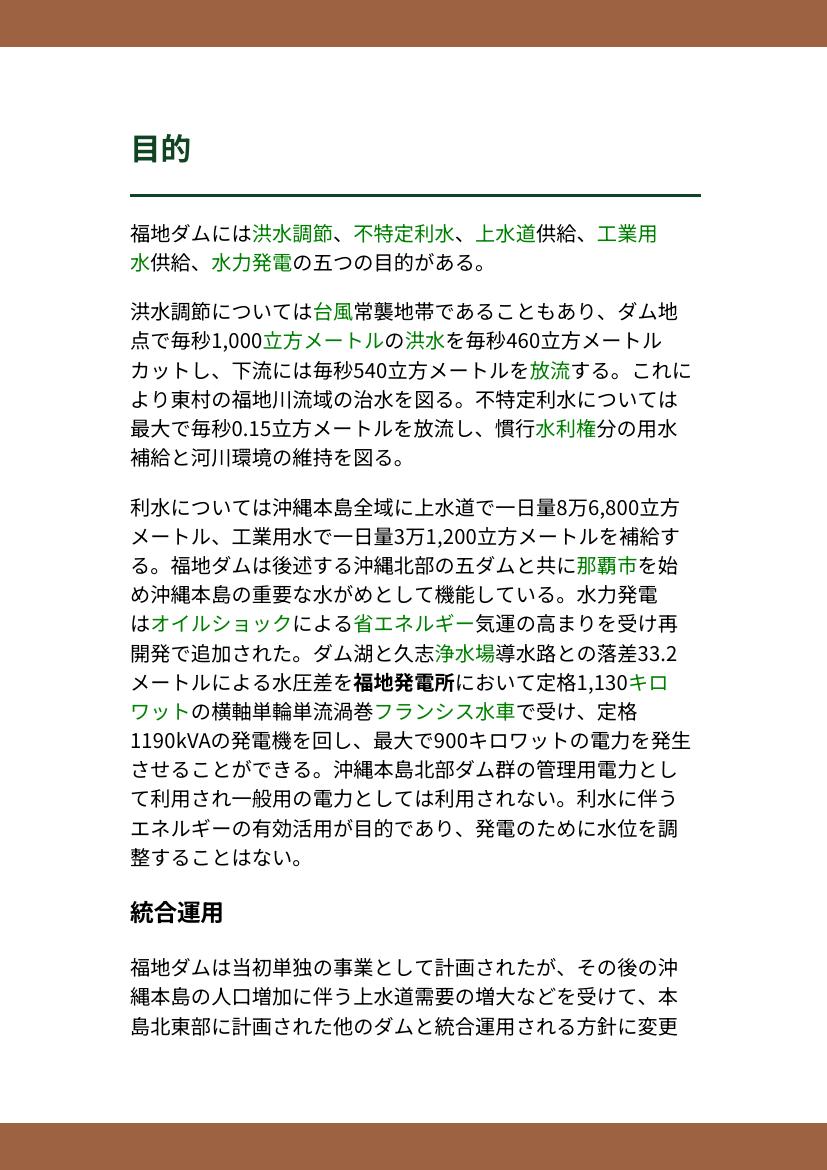 目的
福地ダムには洪水調節、不特定利水、上水道供給、工業用
水供給、水力発電の五つの目的がある。
洪水調節については台風常襲地帯であることもあり、ダム地
点で毎秒1,000立方メートルの洪水を毎秒460立方メートル
カットし、下流には毎秒540立方メートルを放流する。これに
より東村の福地川流域の治水を図る。不特定利水については
最大で毎秒0.15立方メートルを放流し、慣行水利権分の用水
補給と河川環境の維持を図る。
利水については沖縄本島全域に上水道で一日量8万6,800立方
メートル、工業用水で一日量3万1,200立方メートルを補給す
る。福地ダムは後述する沖縄北部の五ダムと共に那覇市を始
め沖縄本島の重要な水がめとして機能している。水力発電
はオイルショックによる省エネルギー気運の高まりを受け再
開発で追加された。ダム湖と久志浄水場導水路との落差33.2
メートルによる水圧差を福地発電所において定格1,130キロ
ワットの横軸単輪単流渦巻フランシス水車で受け、定格
1190kVAの発電機を回し、最大で900キロワットの電力を発生
させることができる。沖縄本島北部ダム群の管理用電力とし
て利用され一般用の電力としては利用されない。利水に伴う
エネルギーの有効活用が目的であり、発電のために水位を調
整することはない。
統合運用
福地ダムは当初単独の事業として計画されたが、その後の沖
縄本島の人口増加に伴う上水道需要の増大などを受けて、本
島北東部に計画された他のダムと統合運用される方針に変更